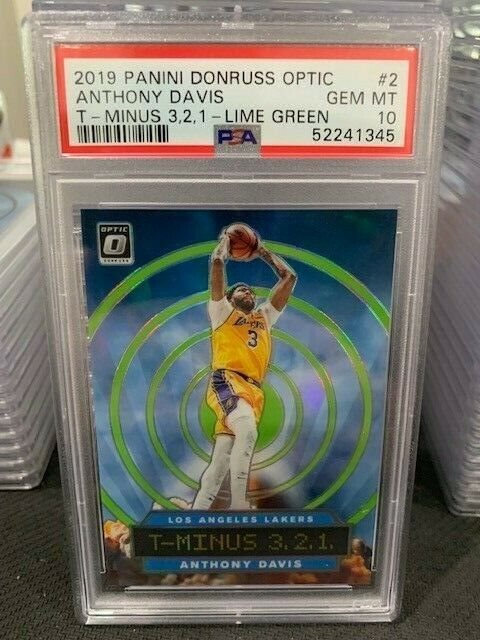 2019 PANINI DONRUSS OPTIC #2
ANTHONY DAVIS GEM MT
T-MINUS 3,2,1-LIME GREEN 10
PSA 52241345
OPTIC
Lakers
3
LOS ANGELES LAKERS
T-MINUS 3, 2, 1,
ANTHONY DAVIS